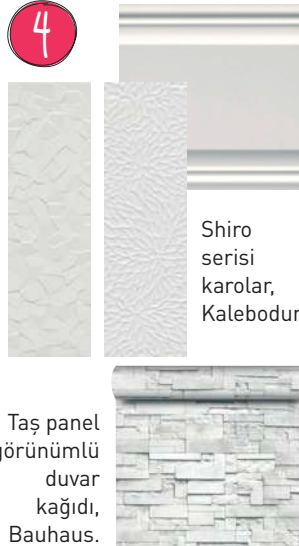 4
Shiro
serisi
karolar,
Kalebodur
Taş panel
görünümlü
duvar
kağıdı,
Bauhaus.